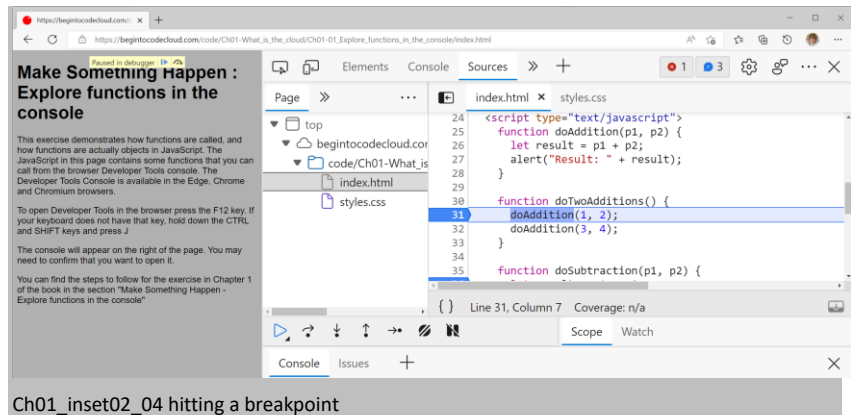 https://begintocodecloud.com/c
https://begintocodecloud.com/code/Ch01-What_is_the_cloud/Ch01-01_Explore_functions_in_the_console/index.html
Paused in debugger
Make Something Happen :
Explore functions in the
console
This exercise demonstrates how functions are called, and
how functions are actually objects in JavaScript. The
JavaScript in this page contains some functions that you can
call from the browser Developer Tools console. The
Developer Tools Console is available in the Edge, Chrome
and Chromium browsers.
To open Developer Tools in the browser press the F12 key. If
your keyboard does not have that key, hold down the CTRL
and SHIFT keys and press J
The console will appear on the right of the page. You may
need to confirm that you want to open it.
You can find the steps to follow for the exercise in Chapter 1
of the book in the section "Make Something Happen -
Explore functions in the console"
Elements Console Sources 1 3
Page index.html styles.css
top
begintocodecloud.com
code/Ch01-What_is
index.html
styles.css
24 <script type="text/javascript">
25 function doAddition(p1, p2) {
26 let result = p1 + p2;
27 alert("Result: " + result);
28 }
29
30 function doTwoAdditions() {
31 doAddition(1, 2);
32 doAddition(3, 4);
33 }
34
35 function doSubtraction(p1, p2) {
{ } Line 31, Column 7 Coverage: n/a
Scope Watch
Console Issues
Ch01_inset02_04 hitting a breakpoint